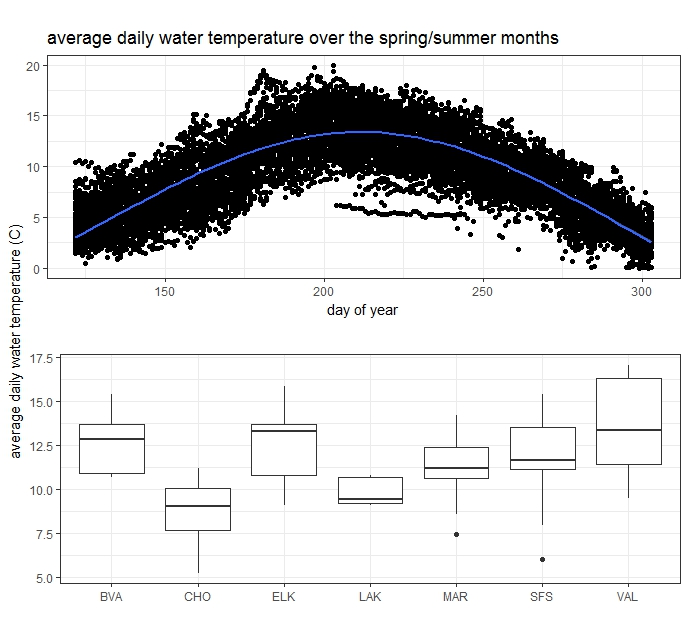 average daily water temperature over the spring/summer months
20
15
10
5
0
150 200 250 300
day of year
average daily water temperature (C)
17.5
15.0
12.5
10.0
7.5
5.0
BVA CHO ELK LAK MAR SFS VAL